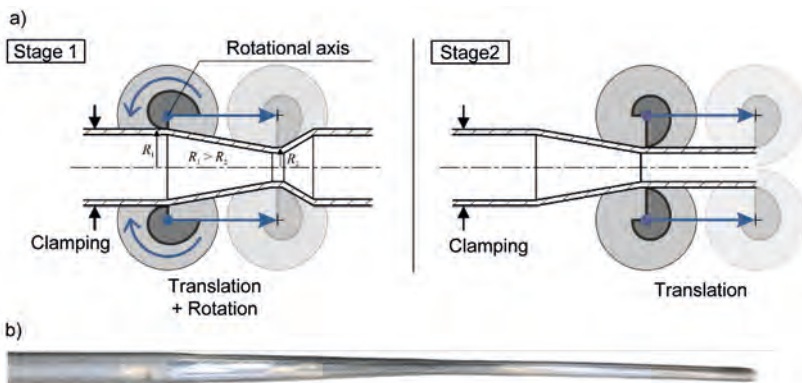 a)
Stage 1
Rotational axis
Stage2
R₁
R₁ > R₂
R₂
Clamping
Clamping
Translation
+ Rotation
Translation
b)